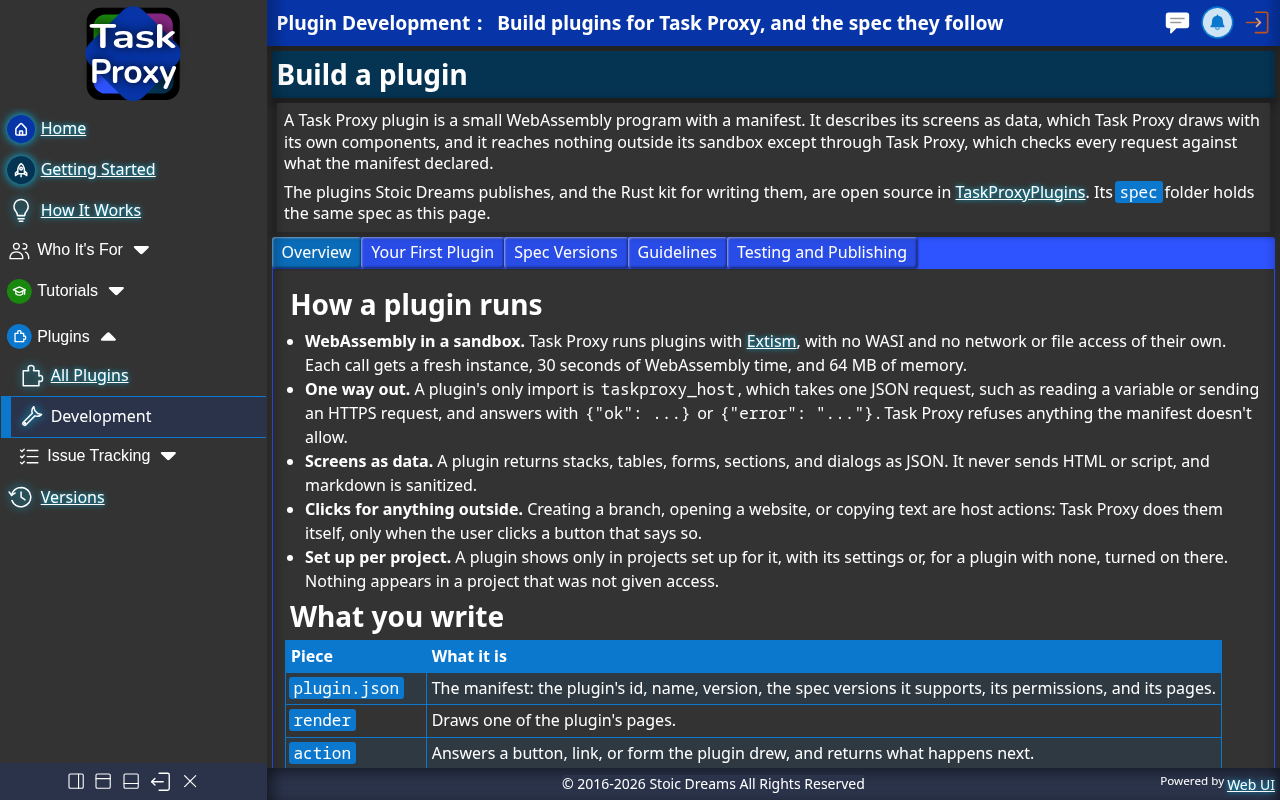 Task
Proxy
Home
Getting Started
How It Works
Who It's For
Tutorials
Plugins
All Plugins
Development
Issue Tracking
Versions
Plugin Development : Build plugins for Task Proxy, and the spec they follow
Build a plugin
A Task Proxy plugin is a small WebAssembly program with a manifest. It describes its screens as data, which Task Proxy draws with
its own components, and it reaches nothing outside its sandbox except through Task Proxy, which checks every request against
what the manifest declared.
The plugins Stoic Dreams publishes, and the Rust kit for writing them, are open source in TaskProxyPlugins. Its spec folder holds
the same spec as this page.
Overview Your First Plugin Spec Versions Guidelines Testing and Publishing
How a plugin runs
WebAssembly in a sandbox. Task Proxy runs plugins with Extism, with no WASI and no network or file access of their own.
Each call gets a fresh instance, 30 seconds of WebAssembly time, and 64 MB of memory.
One way out. A plugin's only import is taskproxy_host, which takes one JSON request, such as reading a variable or sending
an HTTPS request, and answers with {"ok": ...} or {"error": "..."}. Task Proxy refuses anything the manifest doesn't
allow.
Screens as data. A plugin returns stacks, tables, forms, sections, and dialogs as JSON. It never sends HTML or script, and
markdown is sanitized.
Clicks for anything outside. Creating a branch, opening a website, or copying text are host actions: Task Proxy does them
itself, only when the user clicks a button that says so.
Set up per project. A plugin shows only in projects set up for it, with its settings or, for a plugin with none, turned on there.
Nothing appears in a project that was not given access.
What you write
Piece What it is
plugin.json The manifest: the plugin's id, name, version, the spec versions it supports, its permissions, and its pages.
render Draws one of the plugin's pages.
action Answers a button, link, or form the plugin drew, and returns what happens next.
© 2016-2026 Stoic Dreams All Rights Reserved
Powered by Web UI